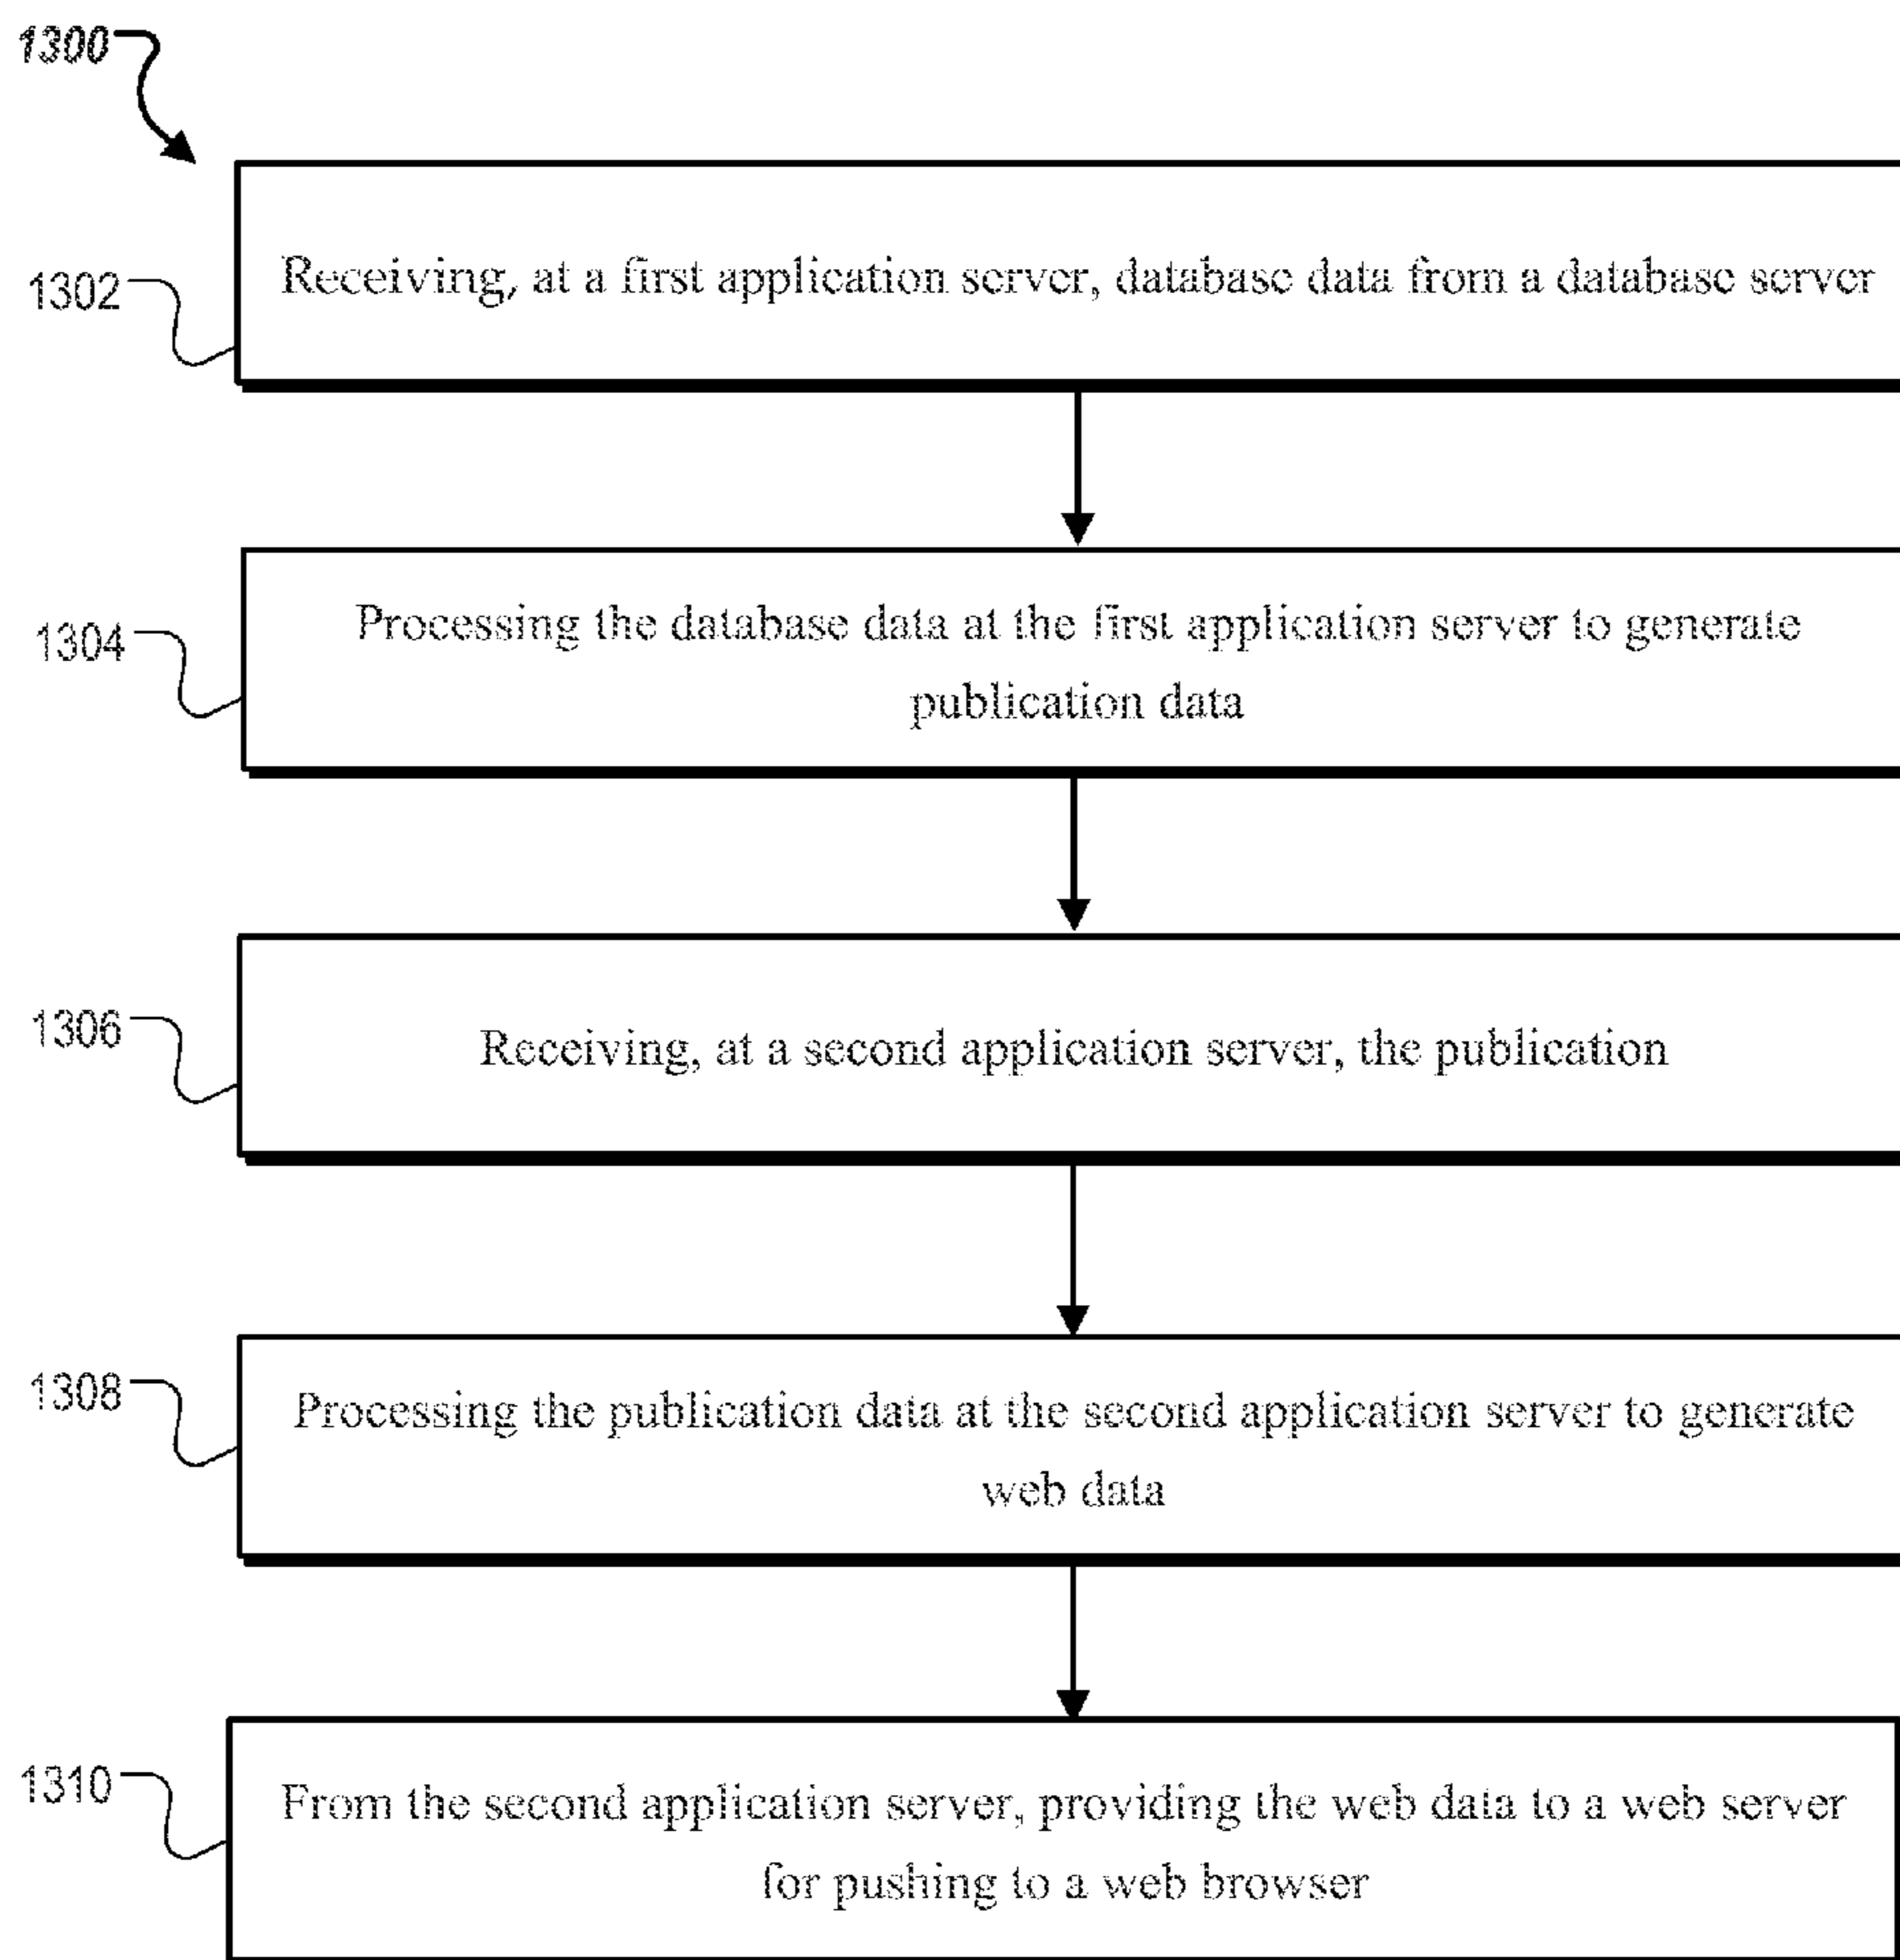 1300
1302
Receiving, at a first application server, database data from a database server
1304
Processing the database data at the first application server to generate
publication data
1306
Receiving, at a second application server, the publication
1308
Processing the publication data at the second application server to generate
web data
1310
From the second application server, providing the web data to a web server
for pushing to a web browser